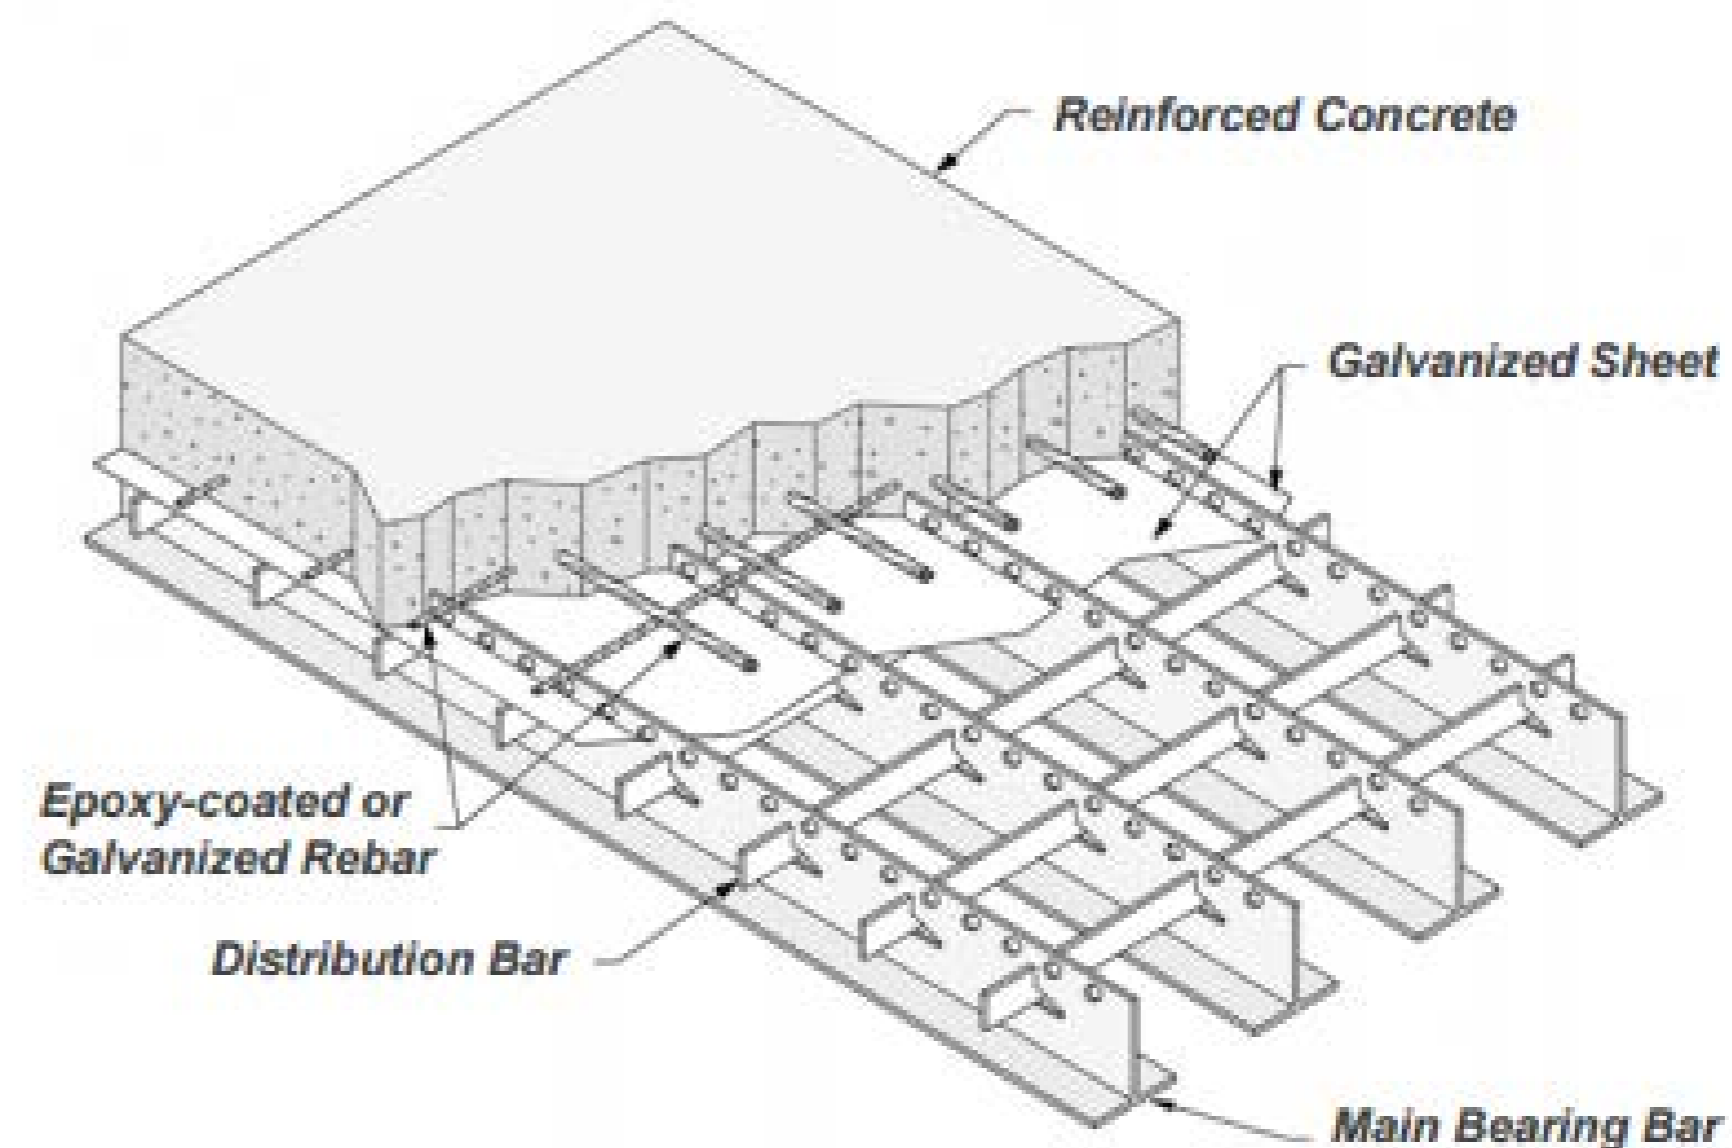 Reinforced Concrete
Galvanized Sheet
Epoxy-coated or
Galvanized Rebar
Distribution Bar
Main Bearing Bar